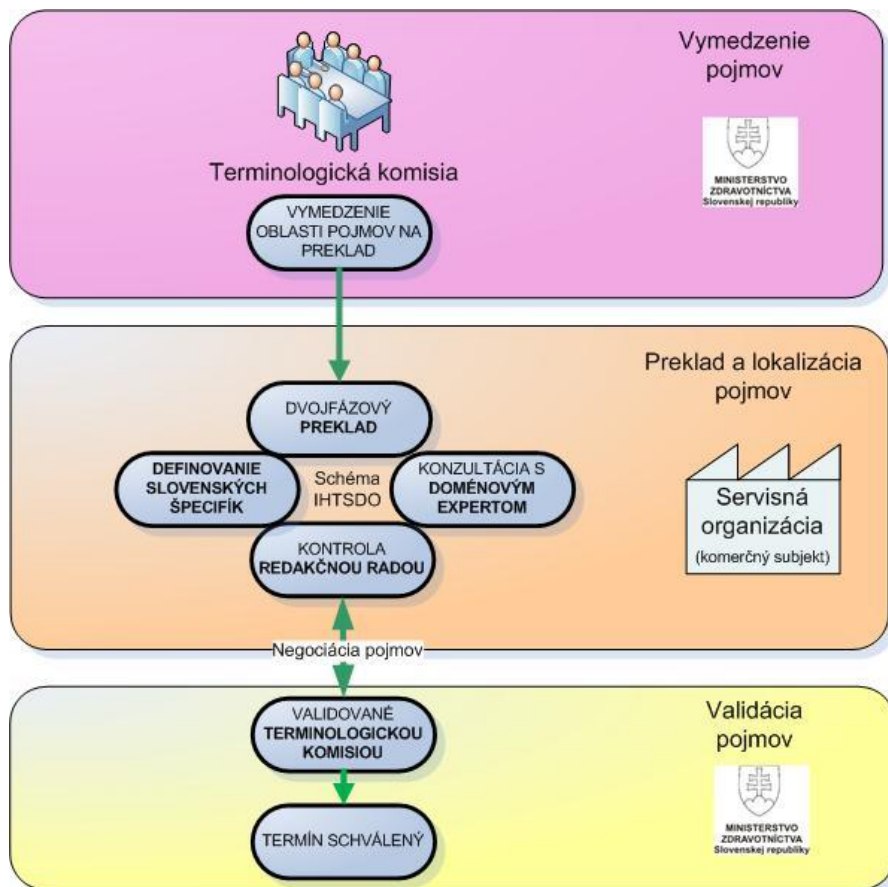 Vymedzenie
pojmov
Terminologická komisia
MINISTERSTVO
ZDRAVOTNÍCTVA
Slovenskej republiky
VYMEDZENIE
OBLASTI POJMOV NA
PREKLAD
Preklad a lokalizácia
pojmov
DVOJFÁZOVÝ
PREKLAD
DEFINOVANIE
SLOVENSKÝCH
ŠPECIFÍK
Schéma
IHTSDO
KONZULTÁCIA S
DOMÉNOVÝM
EXPERTOM
KONTROLA
REDAKČNOU RADOU
Servisná
organizácia
(komerčný subjekt)
Negociácia pojmov
VALIDOVANÉ
TERMINOLOGICKOU
KOMISIOU
Validácia
pojmov
MINISTERSTVO
ZDRAVOTNÍCTVA
Slovenskej republiky
TERMÍN SCHVÁLENÝ